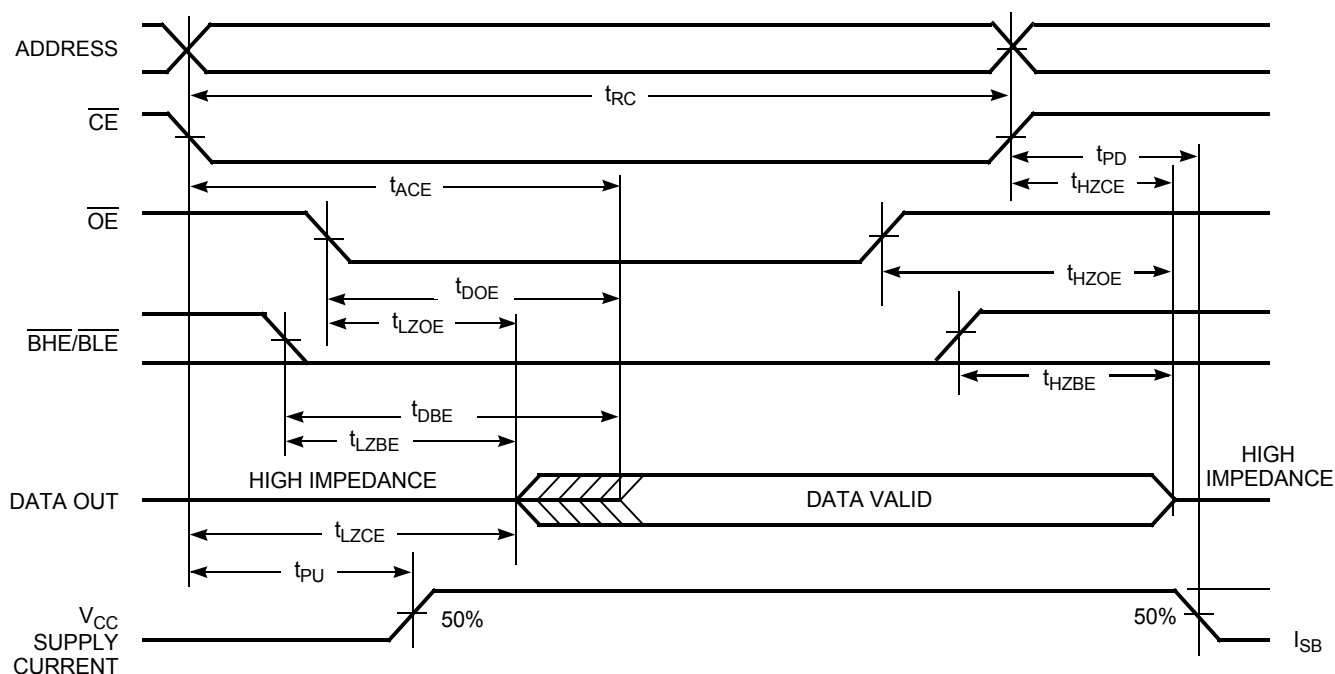 ADDRESS
tRC
CE
tPD
tACE
tHZCE
OE
tHZOE
tDOE
tLZOE
BHE/BLE
tHZBE
tDBE
tLZBE
HIGH IMPEDANCE
HIGH
IMPEDANCE
DATA OUT
DATA VALID
tLZCE
tPU
VCC
SUPPLY
CURRENT
50%
50%
ISB